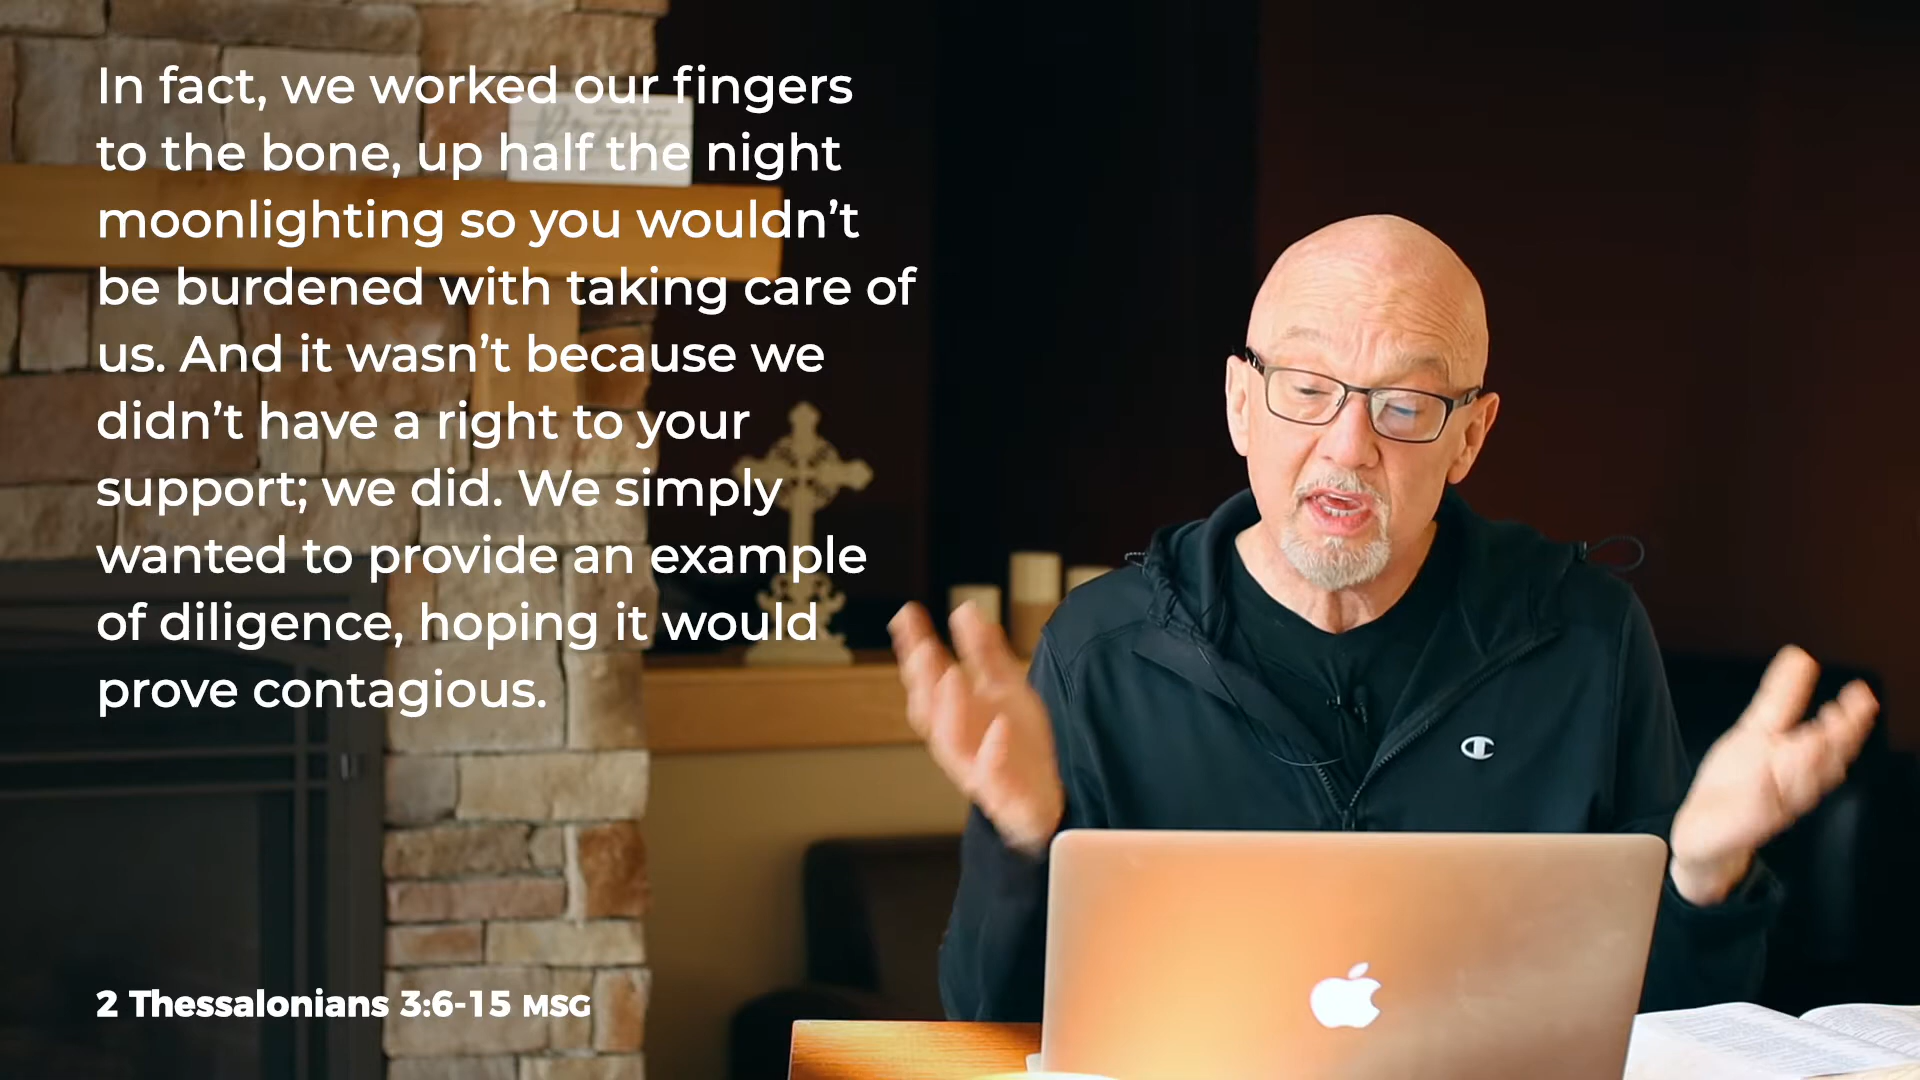 In fact, we worked our fingers
to the bone, up half the night
moonlighting so you wouldn’t
be burdened with taking care of
us. And it wasn’t because we
didn’t have a right to your
support; we did. We simply
wanted to provide an example
of diligence, hoping it would
prove contagious.
2 Thessalonians 3:6-15 MSG